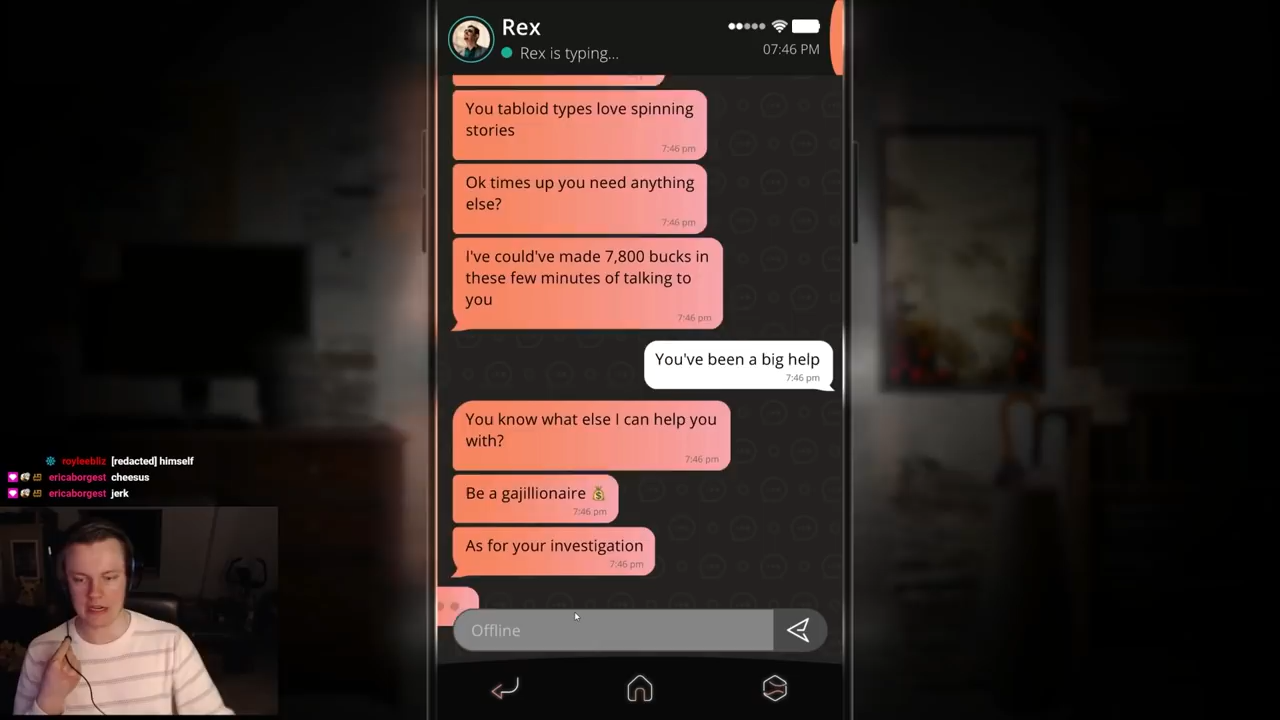 Rex
Rex is typing...
07:46 PM
You tabloid types love spinning
stories
7:46 pm
Ok times up you need anything
else?
7:46 pm
I've could've made 7,800 bucks in
these few minutes of talking to
you
7:46 pm
You've been a big help
7:46 pm
You know what else I can help you
with?
7:46 pm
Be a gajillionaire 💰
7:46 pm
As for your investigation
7:46 pm
Offline
royleebliz [redacted] himself
ericaborgest cheesus
ericaborgest jerk